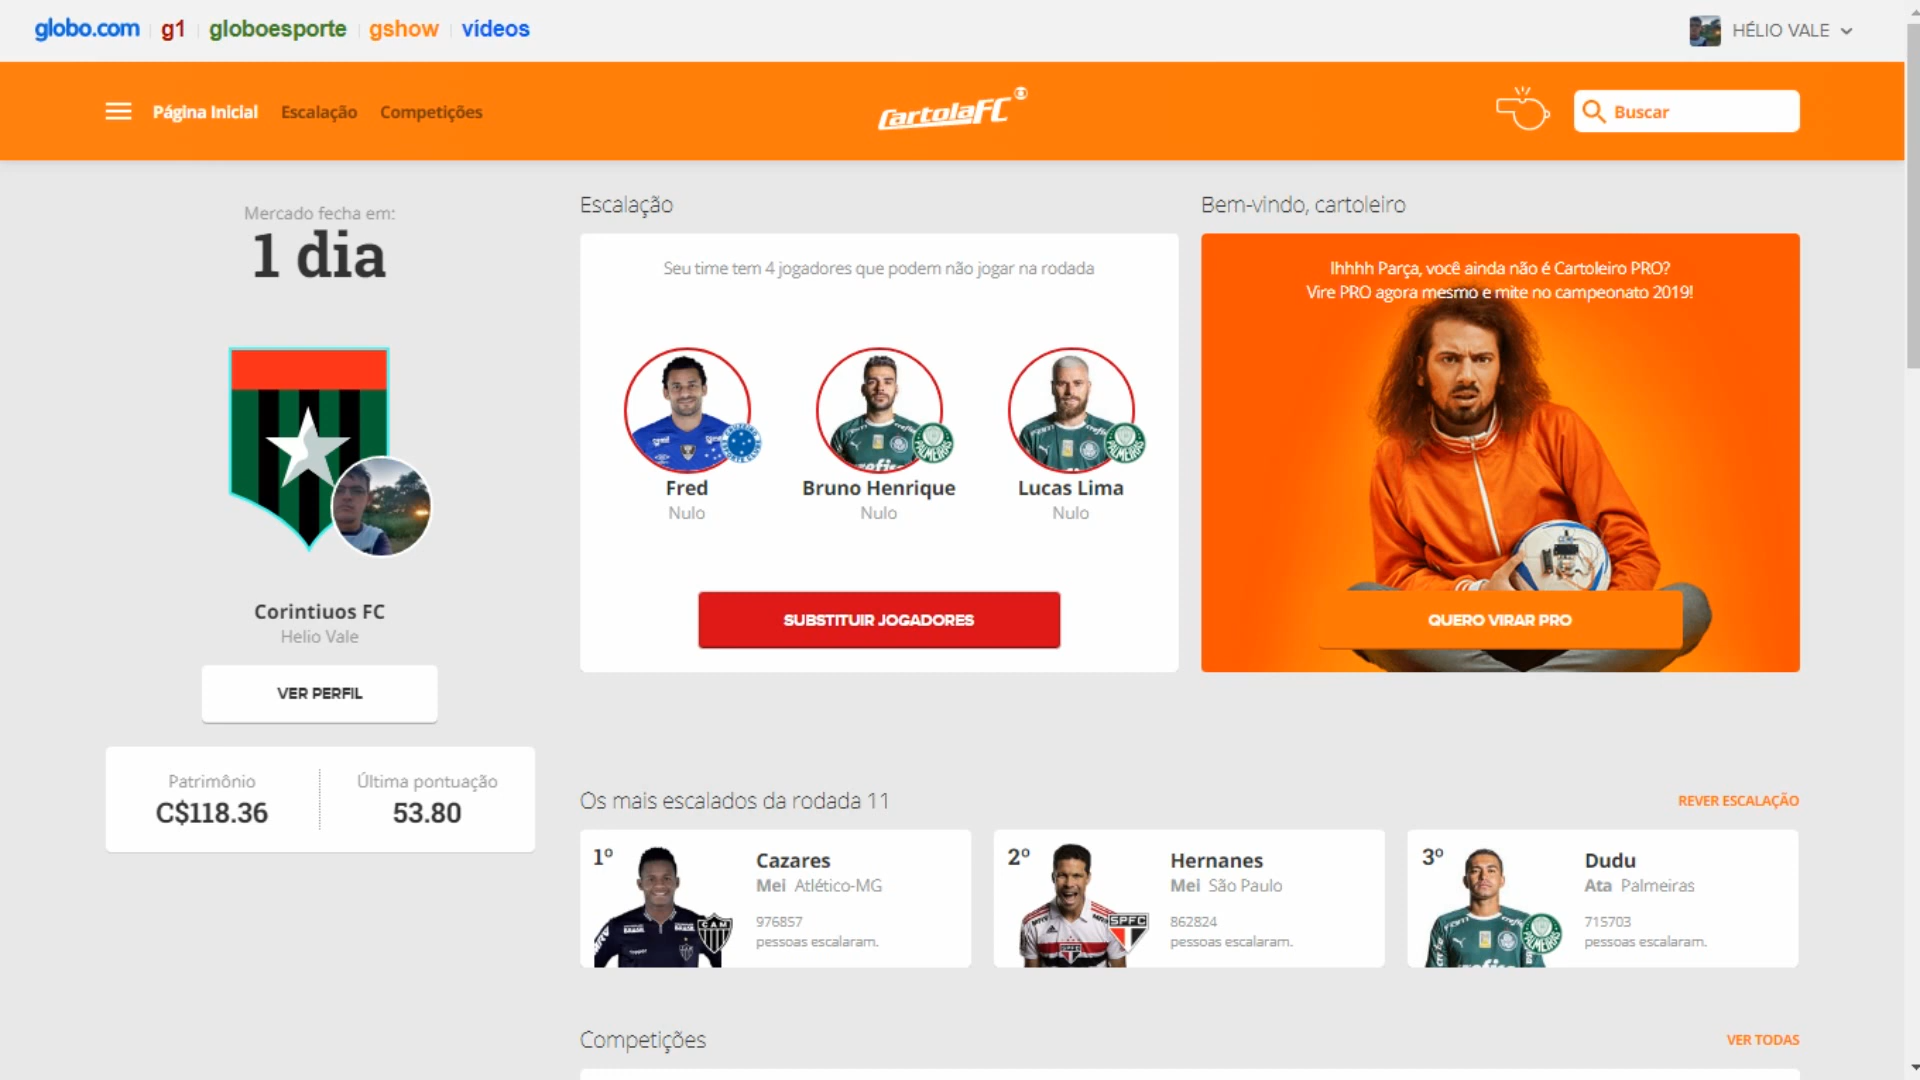 globo.com
g1
globoesporte
gshow
vídeos
HÉLIO VALE
Página Inicial
Escalação
Competições
CartolaFC
Buscar
Mercado fecha em:
1 dia
Corintiuos FC
Helio Vale
VER PERFIL
Patrimônio
C$118.36
Última pontuação
53.80
Escalação
Seu time tem 4 jogadores que podem não jogar na rodada
Fred
Nulo
Bruno Henrique
Nulo
Lucas Lima
Nulo
SUBSTITUIR JOGADORES
Bem-vindo, cartoleiro
Ihhhh Parça, você ainda não é Cartoleiro PRO?
Vire PRO agora mesmo e mite no campeonato 2019!
QUERO VIRAR PRO
Os mais escalados da rodada 11
REVER ESCALAÇÃO
1º
Cazares
Mei Atlético-MG
976857
pessoas escalaram.
CAM
2º
Hernanes
Mei São Paulo
862824
pessoas escalaram.
SPFC
3º
Dudu
Ata Palmeiras
715703
pessoas escalaram.
PALMEIRAS
Competições
VER TODAS